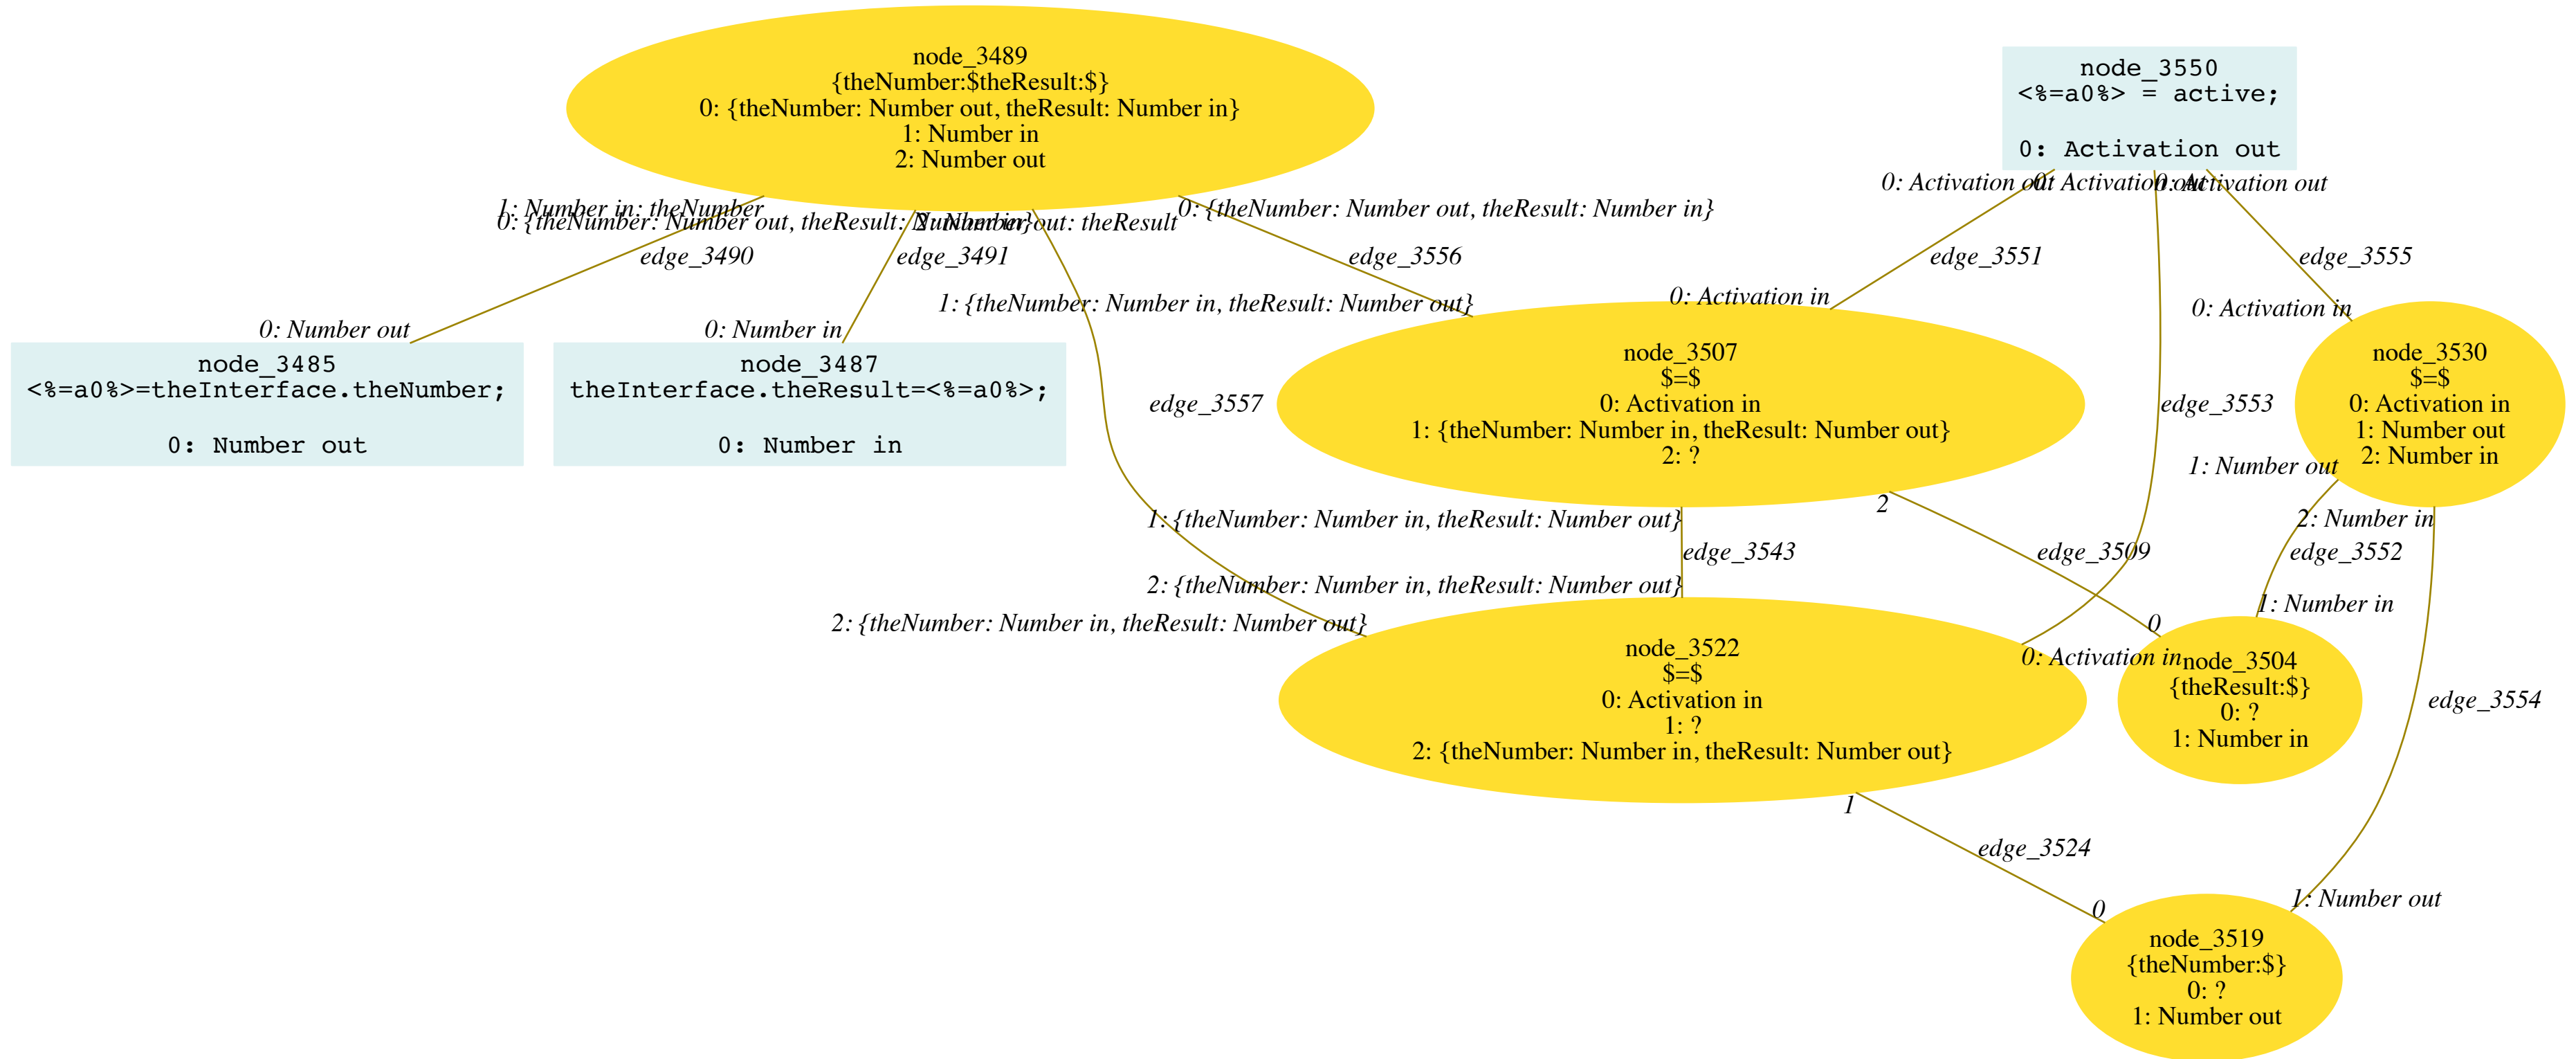 node_3489
{theNumber:$theResult:$}
0: {theNumber: Number out, theResult: Number in}
1: Number in
2: Number out
node_3550
<%=a0%> = active;
0: Activation out
1: Number in: theNumber
0: {theNumber: Number out, theResult: Number in}
2: Number out: theResult
0: {theNumber: Number out, theResult: Number in}
0: Activation out
0: Activation out
0: Activation out
edge_3490
edge_3491
edge_3556
edge_3551
edge_3555
0: Number out
0: Number in
1: {theNumber: Number in, theResult: Number out}
0: Activation in
0: Activation in
node_3485
<%=a0%>=theInterface.theNumber;
0: Number out
node_3487
theInterface.theResult=<%=a0%>;
0: Number in
edge_3557
node_3507
$=$
0: Activation in
1: {theNumber: Number in, theResult: Number out}
2: ?
edge_3553
node_3530
$=$
0: Activation in
1: Number out
2: Number in
1: Number out
2: Number in
1: {theNumber: Number in, theResult: Number out}
2
edge_3543
edge_3509
edge_3552
2: {theNumber: Number in, theResult: Number out}
2: {theNumber: Number in, theResult: Number out}
0
1: Number in
0: Activation in
node_3522
$=$
0: Activation in
1: ?
2: {theNumber: Number in, theResult: Number out}
node_3504
{theResult:$}
0: ?
1: Number in
edge_3554
1
edge_3524
0
1: Number out
node_3519
{theNumber:$}
0: ?
1: Number out